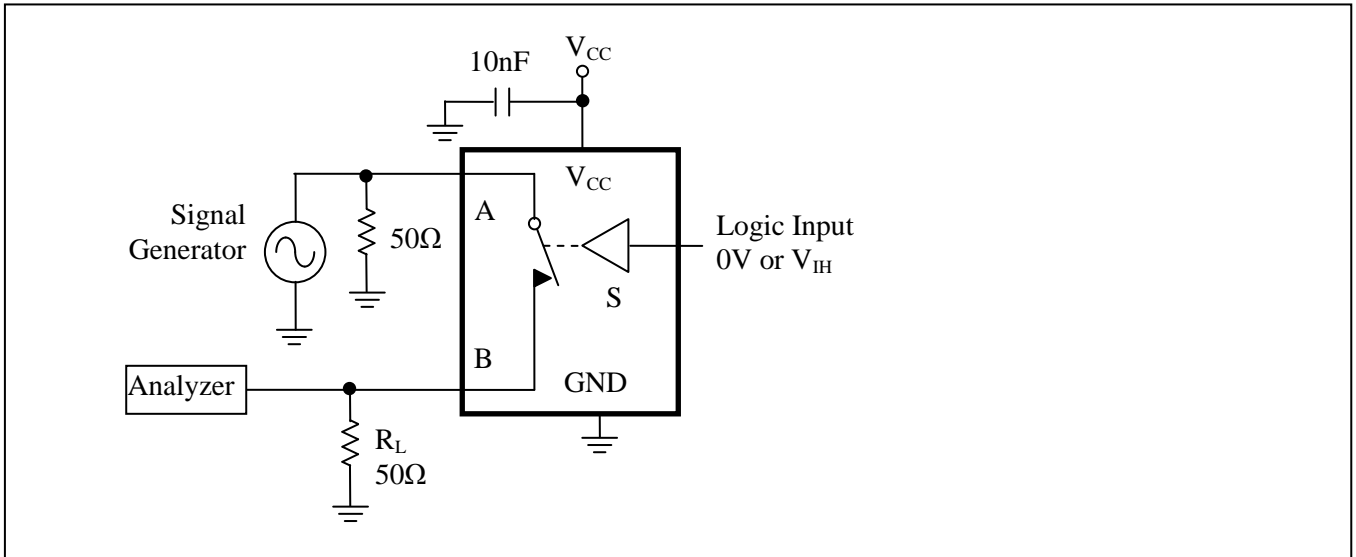 V_CC
10nF
V_CC
A
Signal
Generator
50Ω
Logic Input
0V or V_IH
S
B
GND
Analyzer
R_L
50Ω